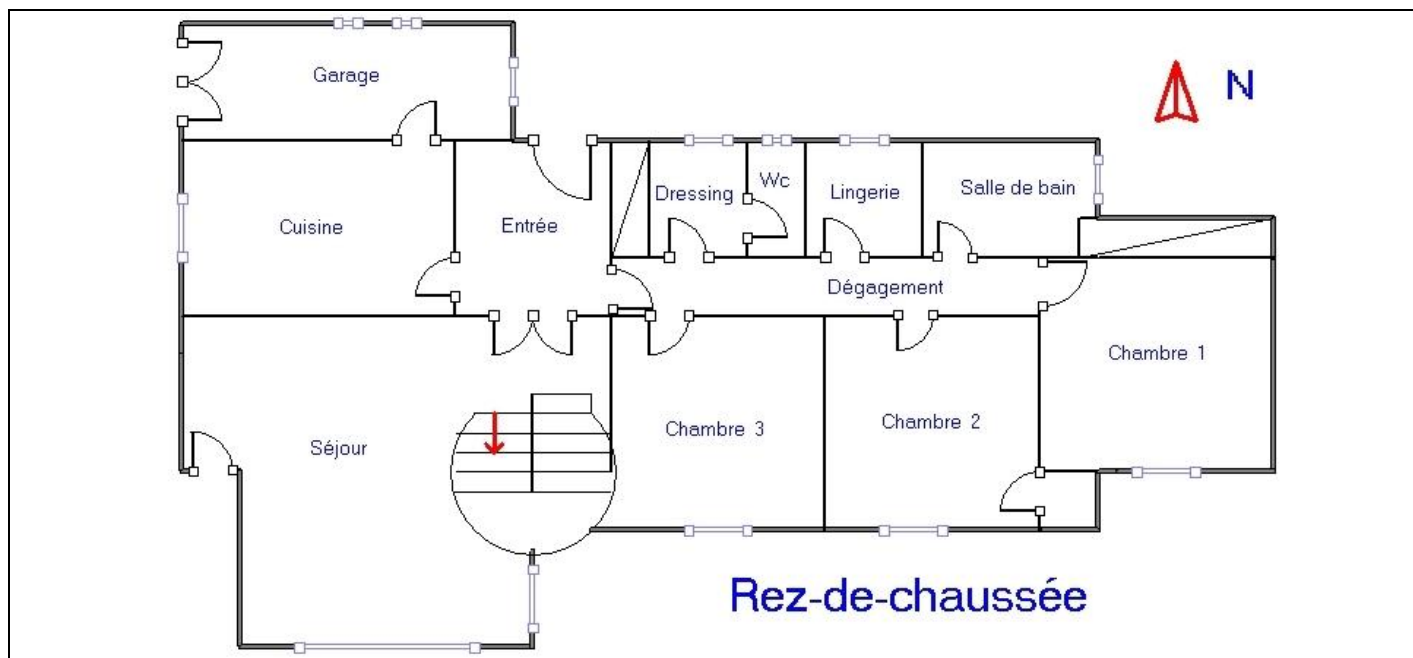 Garage
N
Dressing
Wc
Lingerie
Salle de bain
Cuisine
Entrée
Dégagement
Chambre 1
Séjour
Chambre 3
Chambre 2
Rez-de-chaussée